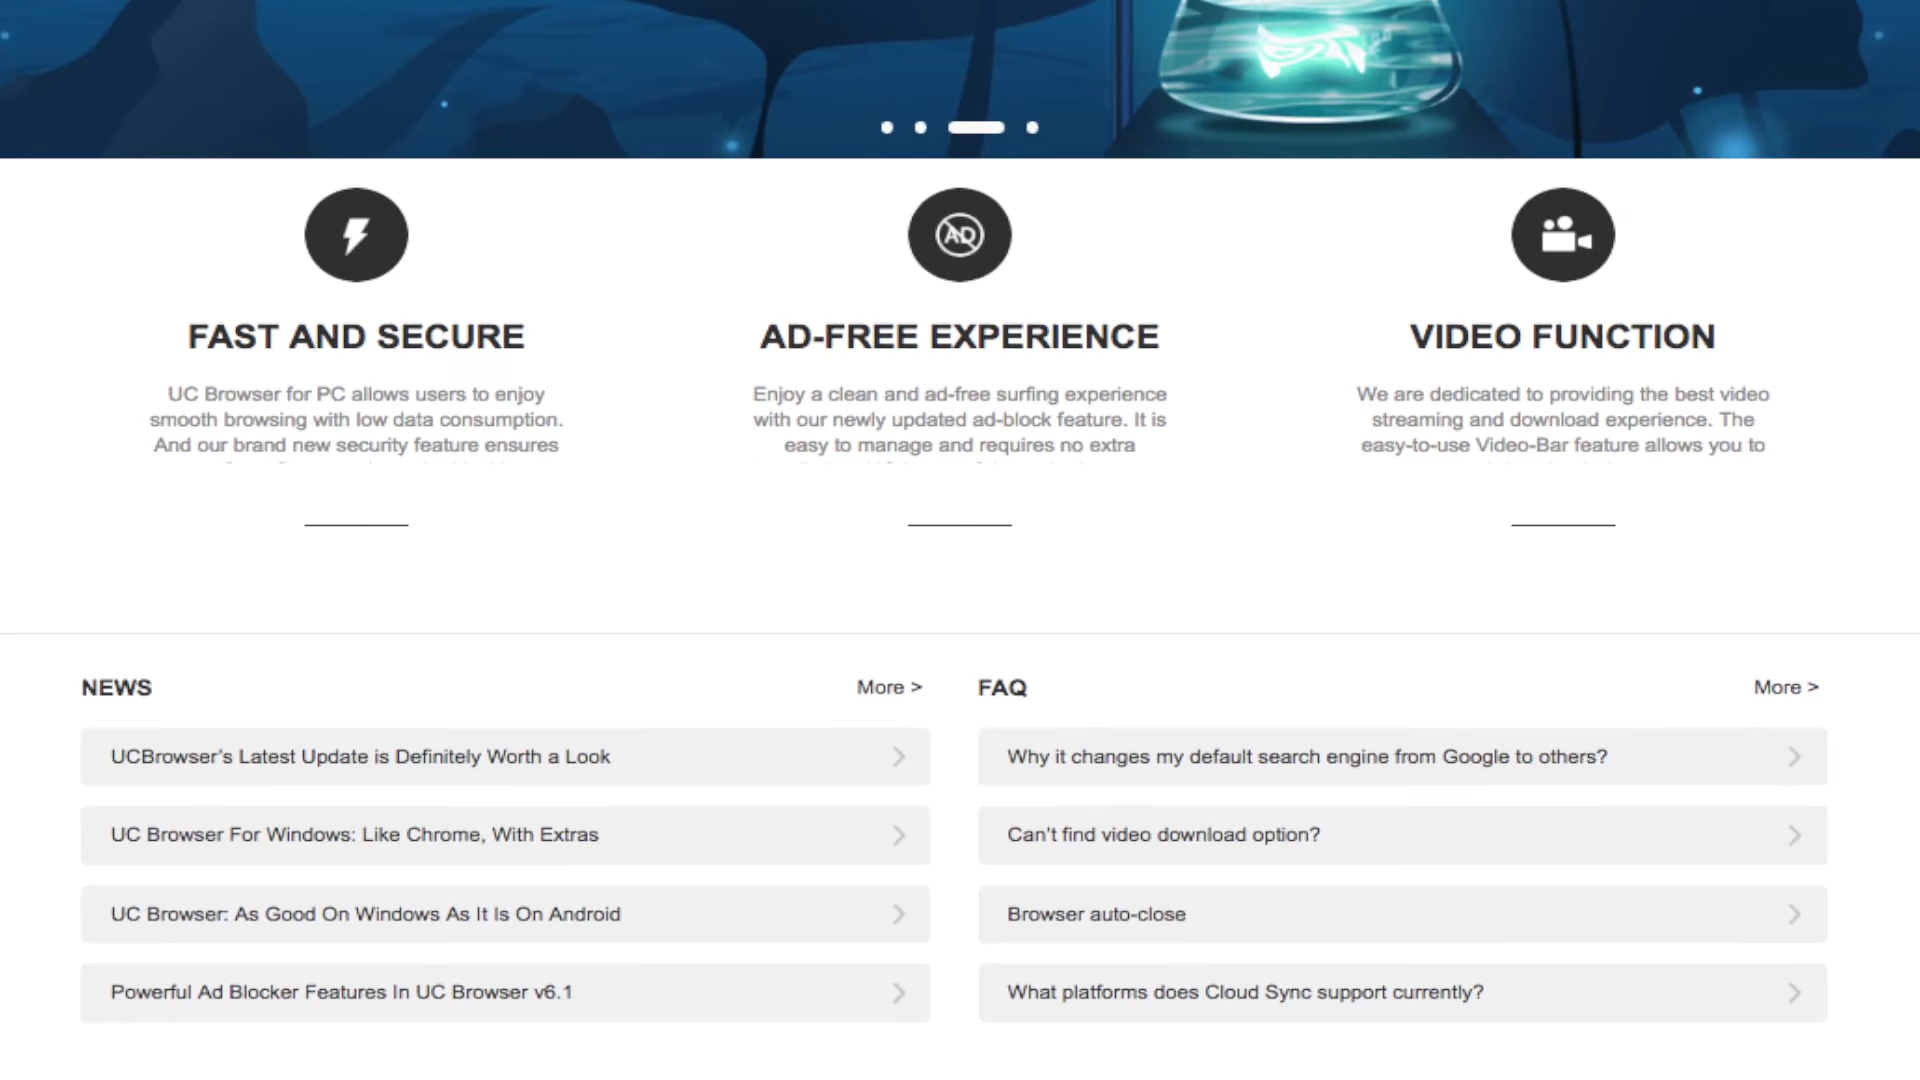 AD
FAST AND SECURE
UC Browser for PC allows users to enjoy
smooth browsing with low data consumption.
And our brand new security feature ensures
AD-FREE EXPERIENCE
Enjoy a clean and ad-free surfing experience
with our newly updated ad-block feature. It is
easy to manage and requires no extra
VIDEO FUNCTION
We are dedicated to providing the best video
streaming and download experience. The
easy-to-use Video-Bar feature allows you to
NEWS
More >
UCBrowser's Latest Update is Definitely Worth a Look
UC Browser For Windows: Like Chrome, With Extras
UC Browser: As Good On Windows As It Is On Android
Powerful Ad Blocker Features In UC Browser v6.1
FAQ
More >
Why it changes my default search engine from Google to others?
Can't find video download option?
Browser auto-close
What platforms does Cloud Sync support currently?